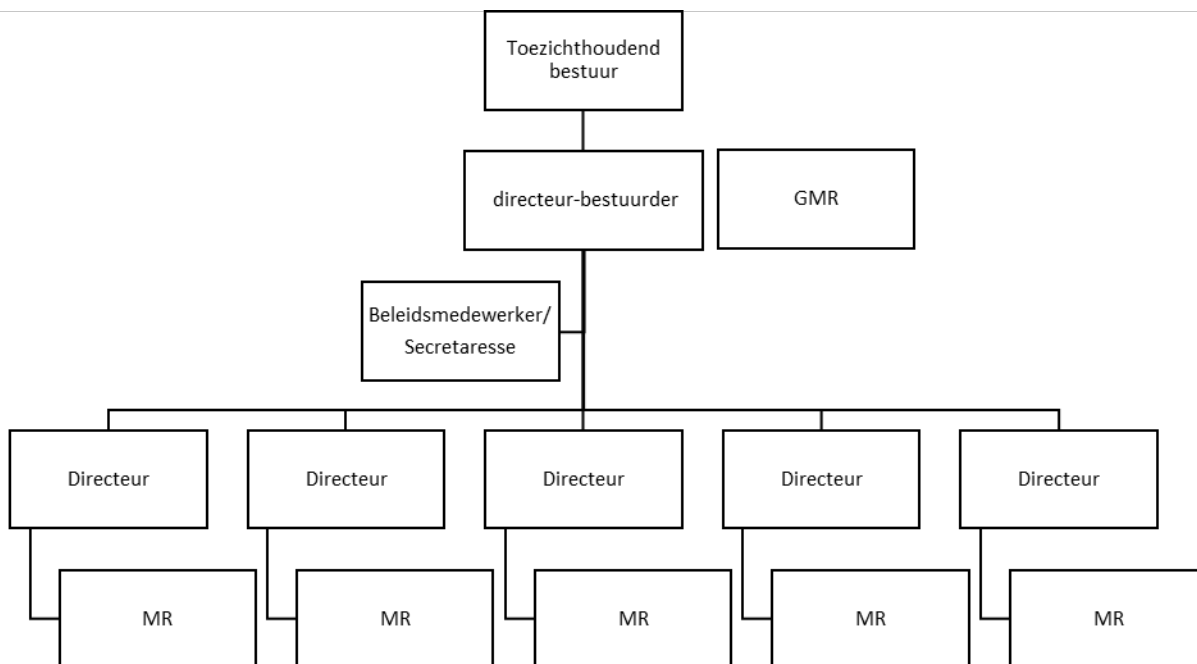 Toezichthoudend
bestuur
directeur-bestuurder
GMR
Beleidsmedewerker/
Secretaresse
Directeur
Directeur
Directeur
Directeur
Directeur
MR
MR
MR
MR
MR